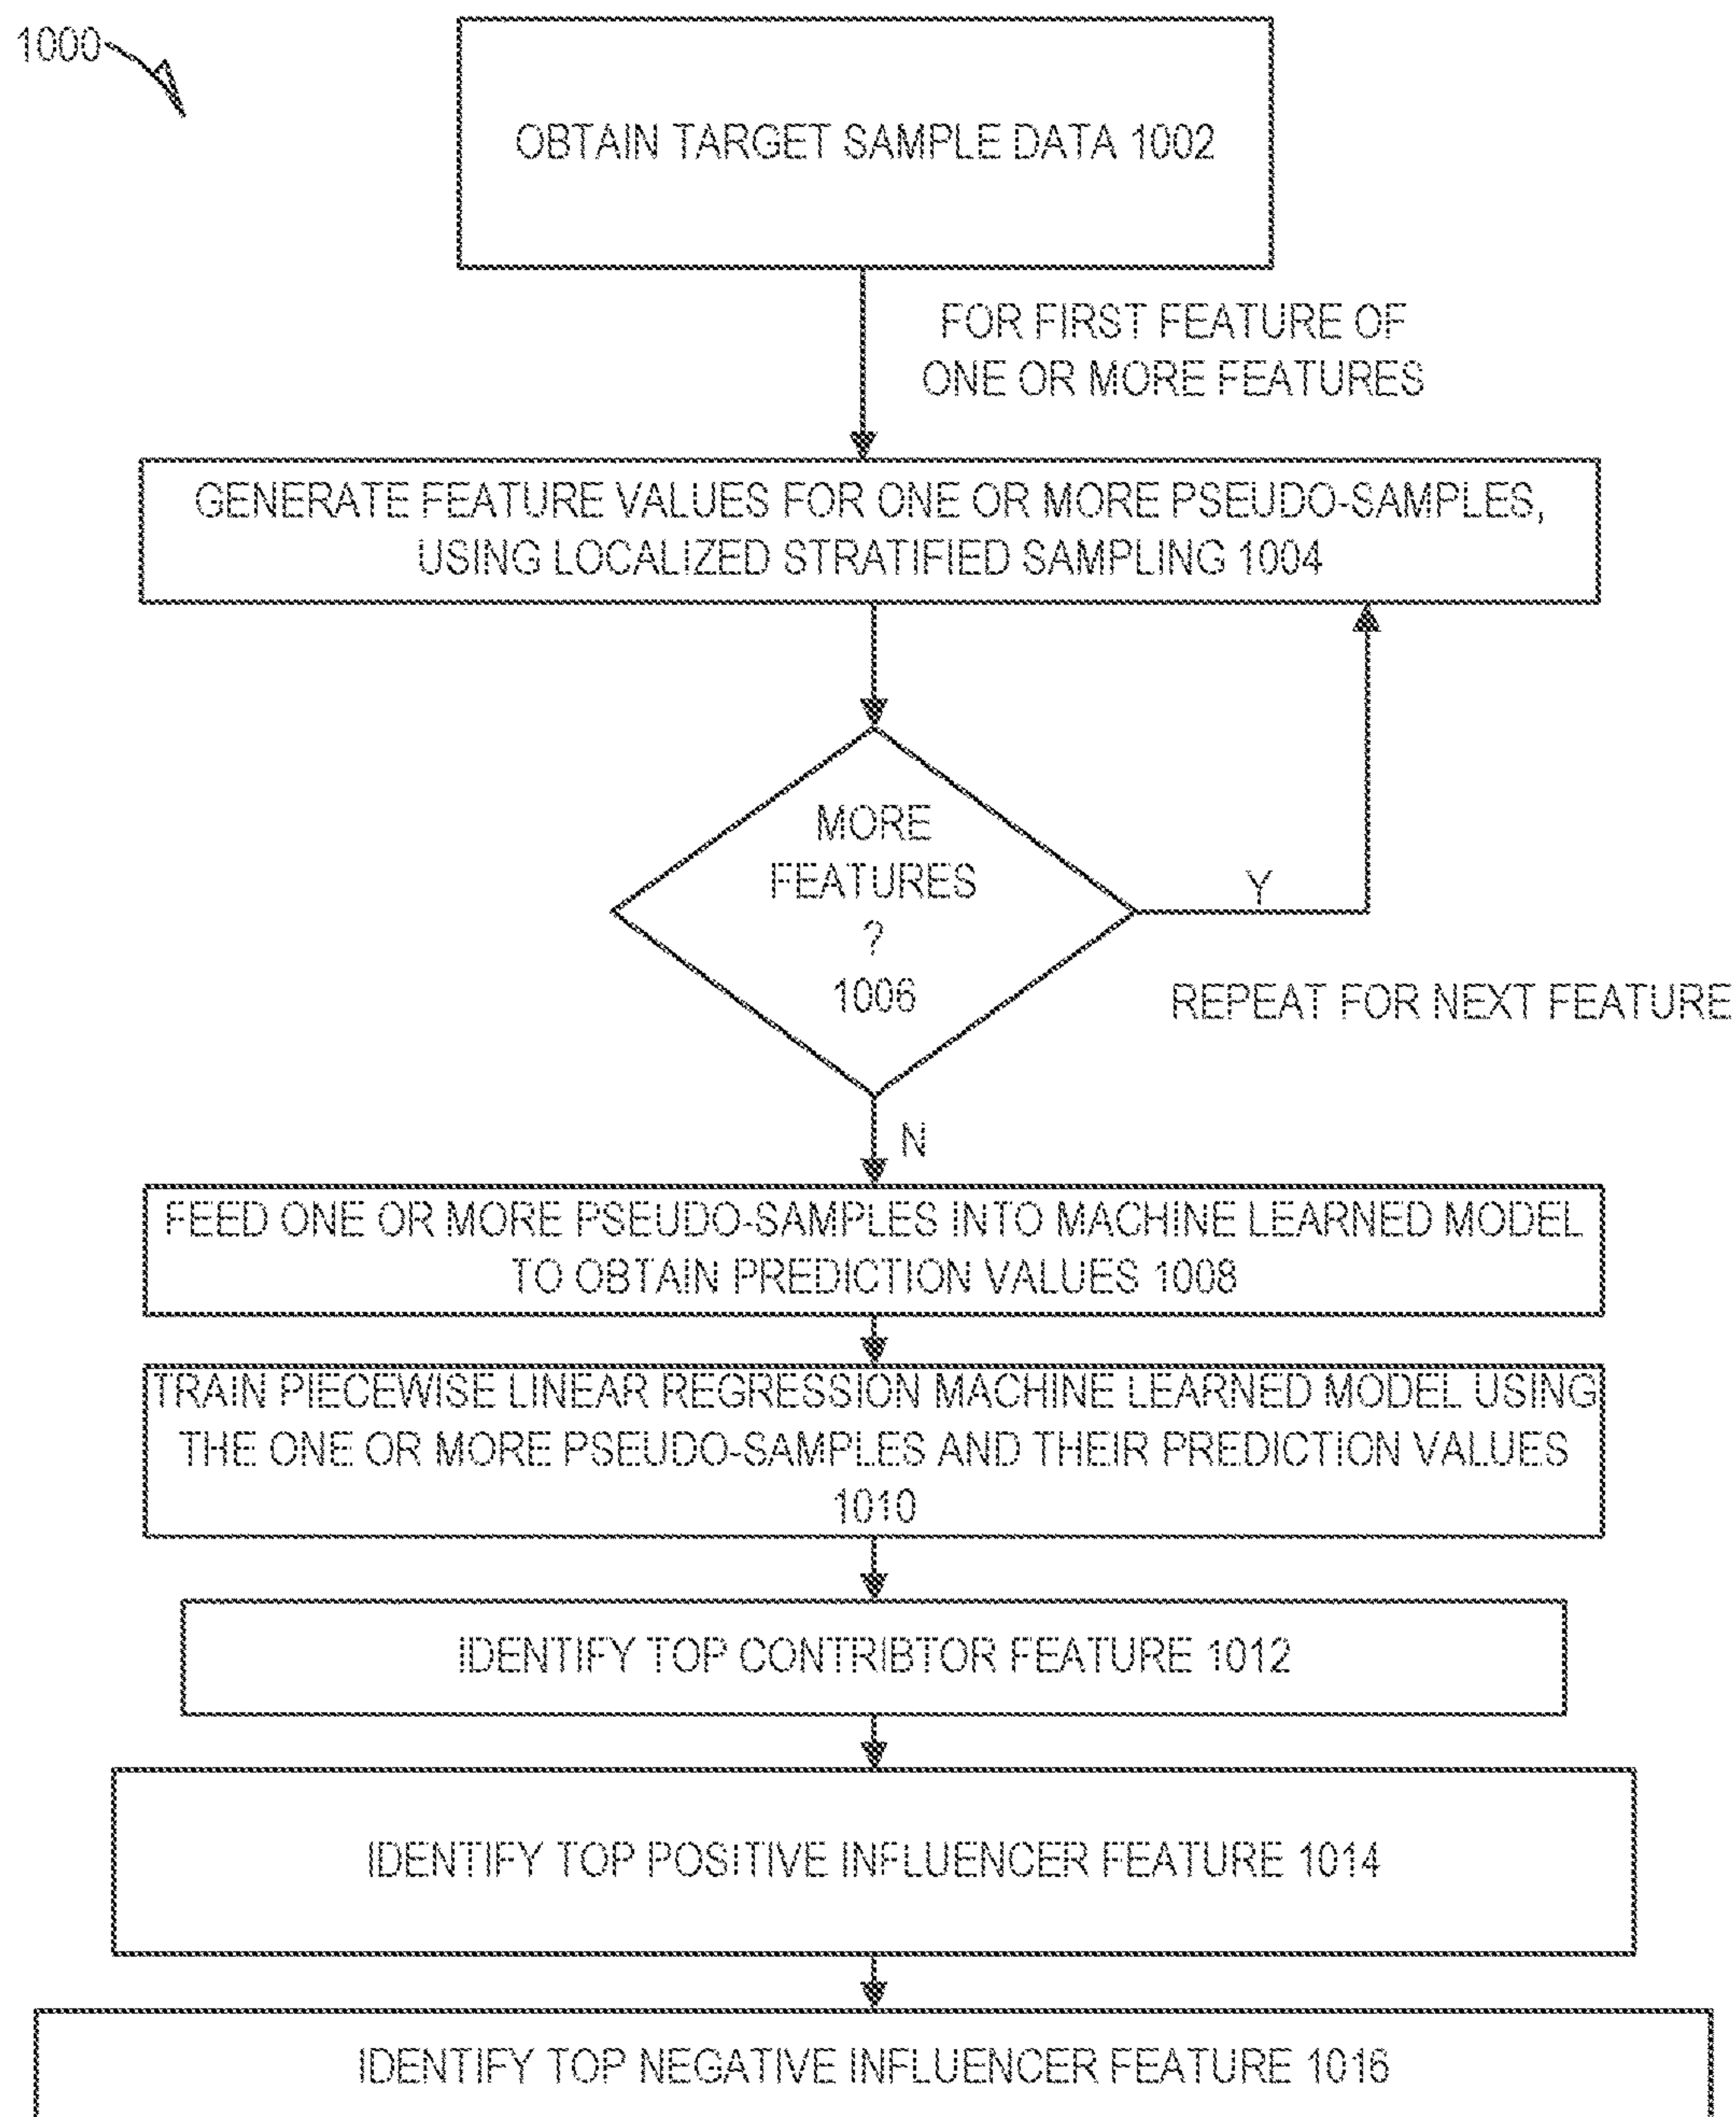 1000
OBTAIN TARGET SAMPLE DATA 1002
FOR FIRST FEATURE OF
ONE OR MORE FEATURES
GENERATE FEATURE VALUES FOR ONE OR MORE PSEUDO-SAMPLES,
USING LOCALIZED STRATIFIED SAMPLING 1004
MORE
FEATURES
?
1006
Y
REPEAT FOR NEXT FEATURE
N
FEED ONE OR MORE PSEUDO-SAMPLES INTO MACHINE LEARNED MODEL
TO OBTAIN PREDICTION VALUES 1008
TRAIN PIECEWISE LINEAR REGRESSION MACHINE LEARNED MODEL USING
THE ONE OR MORE PSEUDO-SAMPLES AND THEIR PREDICTION VALUES
1010
IDENTIFY TOP CONTRIBTOR FEATURE 1012
IDENTIFY TOP POSITIVE INFLUENCER FEATURE 1014
IDENTIFY TOP NEGATIVE INFLUENCER FEATURE 1016